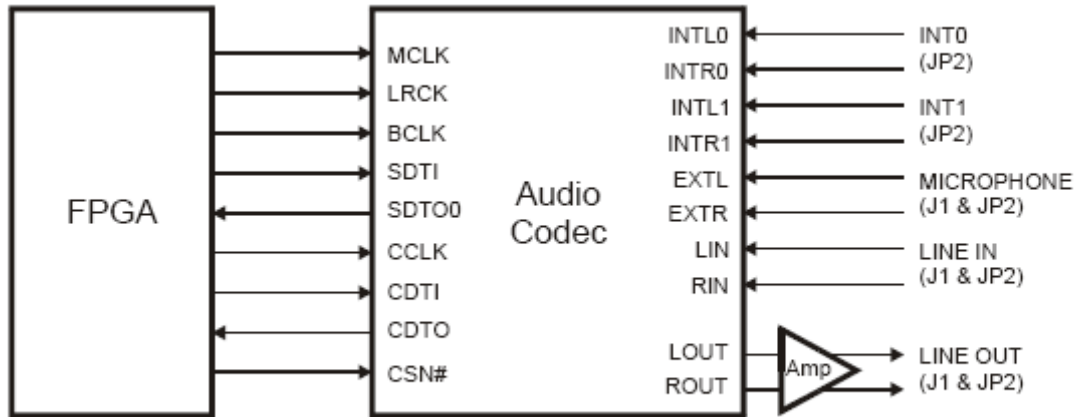 FPGA
MCLK
LRCK
BCLK
SDTI
SDTO0
CCLK
CDTI
CDTO
CSN#
Audio
Codec
INTL0
INTR0
INTL1
INTR1
EXTL
EXTR
LIN
RIN
LOUT
ROUT
Amp
INT0
(JP2)
INT1
(JP2)
MICROPHONE
(J1 & JP2)
LINE IN
(J1 & JP2)
LINE OUT
(J1 & JP2)